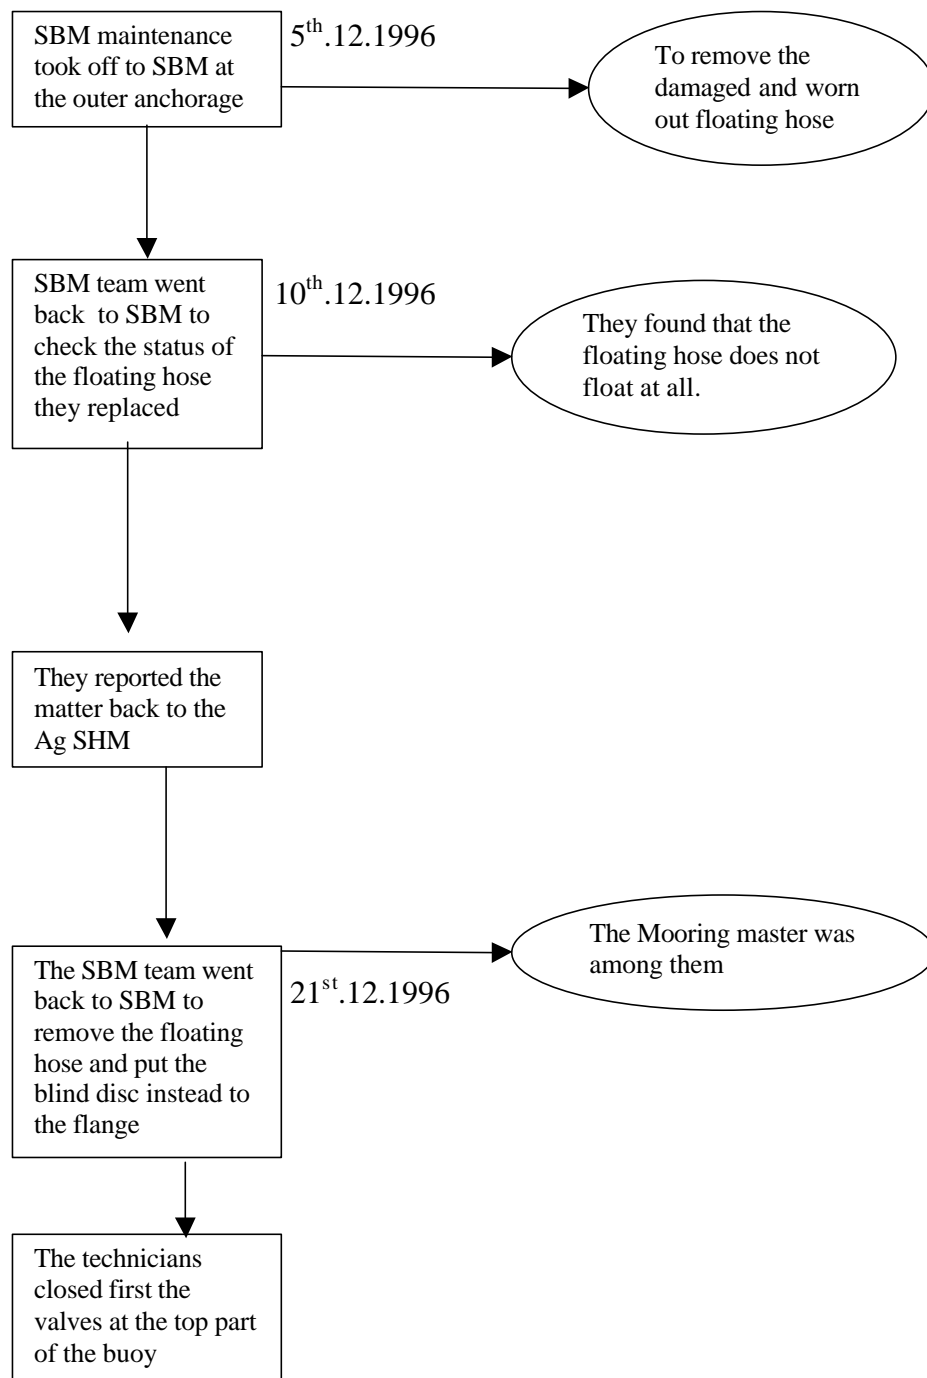 SBM maintenance
took off to SBM at
the outer anchorage
5th.12.1996
To remove the
damaged and worn
out floating hose
SBM team went
back  to SBM to
check the status of
the floating hose
they replaced
10th.12.1996
They found that the
floating hose does not
float at all.
They reported the
matter back to the
Ag SHM
The SBM team went
back to SBM to
remove the floating
hose and put the
blind disc instead to
the flange
21st.12.1996
The Mooring master was
among them
The technicians
closed first the
valves at the top part
of the buoy